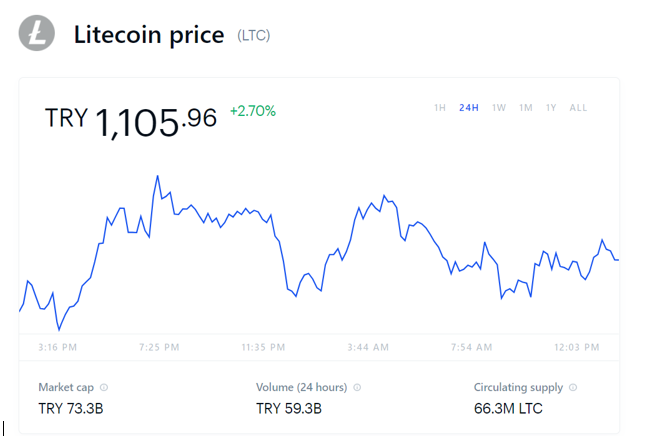 Litecoin price (LTC)
TRY 1,105.96 +2.70%
1H 24H 1W 1M 1Y ALL
3:16 PM 7:25 PM 11:35 PM 3:44 AM 7:54 AM 12:03 PM
Market cap Volume (24 hours) Circulating supply
TRY 73.3B TRY 59.3B 66.3M LTC